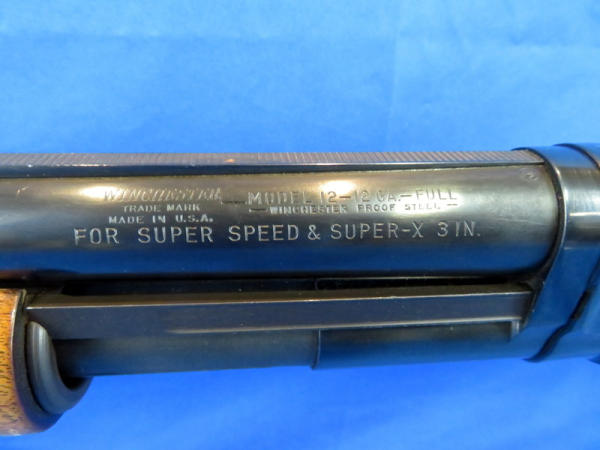 WINCHESTER
TRADE MARK
MADE IN U.S.A.
—MODEL 12—12 GA.—FULL
—WINCHESTER PROOF STEEL—
FOR SUPER SPEED & SUPER-X 3 IN.